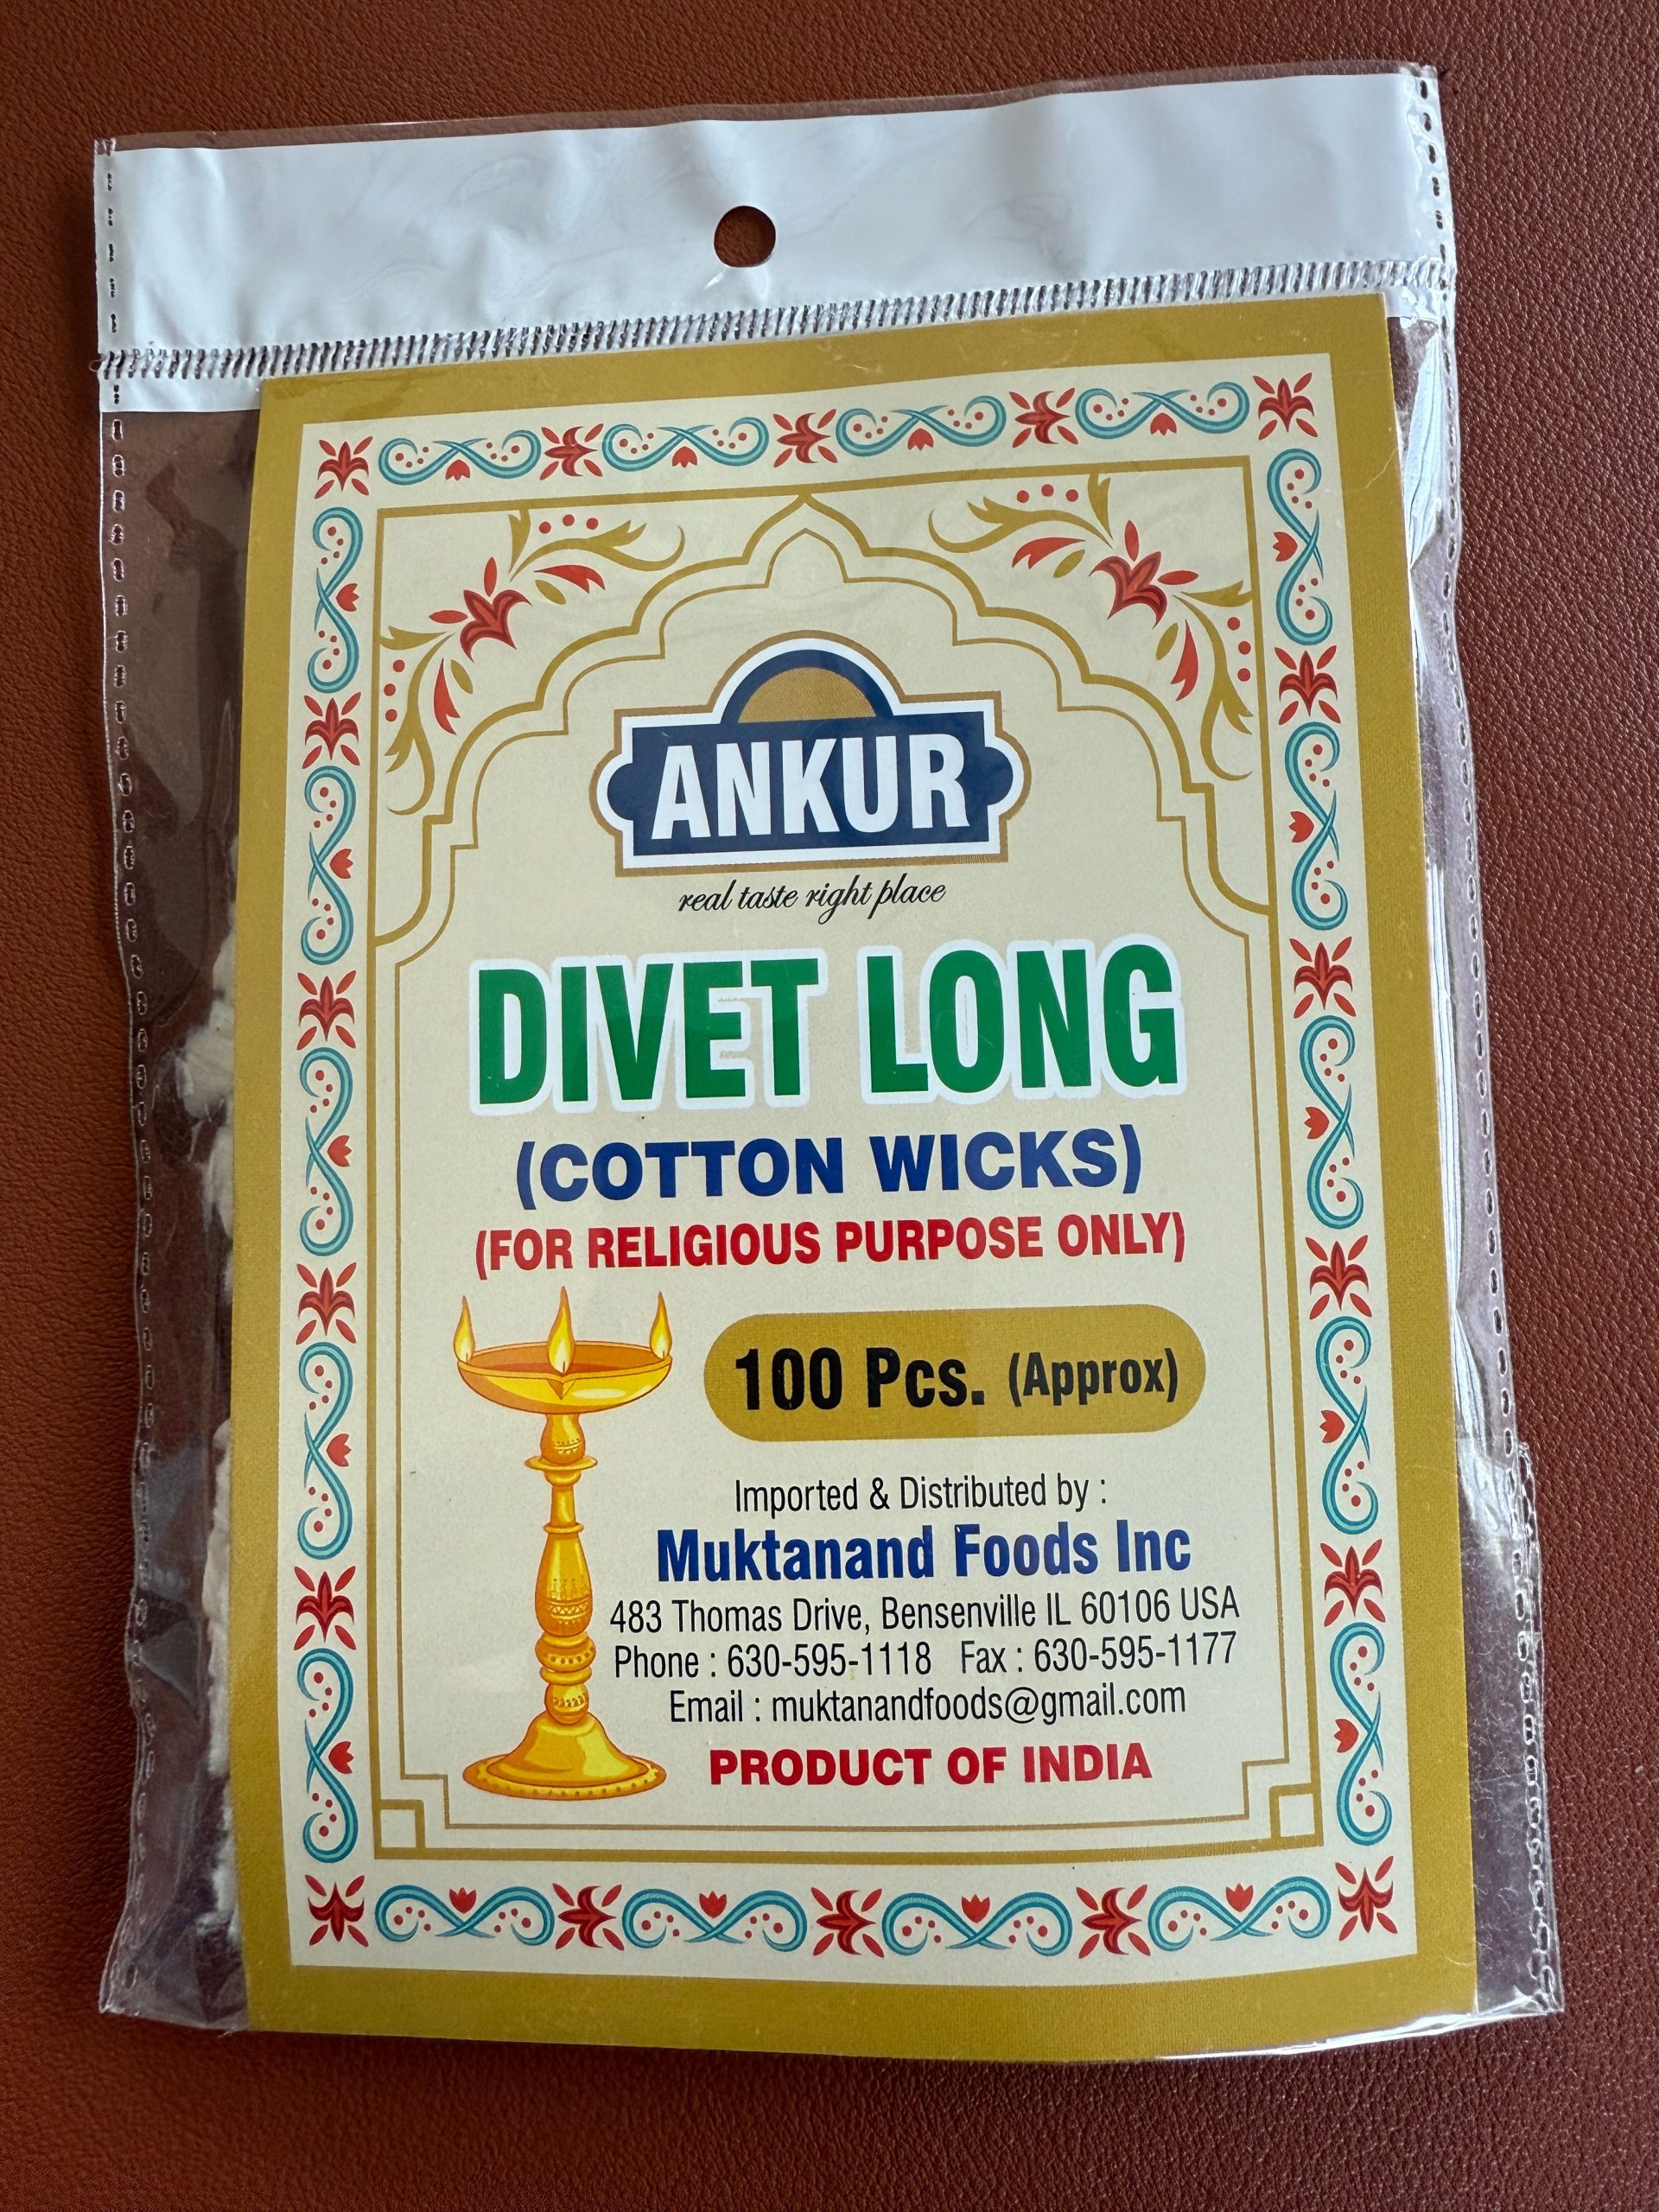 ANKUR
real taste right place
DIVET LONG
(COTTON WICKS)
(FOR RELIGIOUS PURPOSE ONLY)
100 Pcs. (Approx)
Imported & Distributed by :
Muktanand Foods Inc
483 Thomas Drive, Bensenville IL 60106 USA
Phone : 630-595-1118 Fax : 630-595-1177
Email : muktanandfoods@gmail.com
PRODUCT OF INDIA